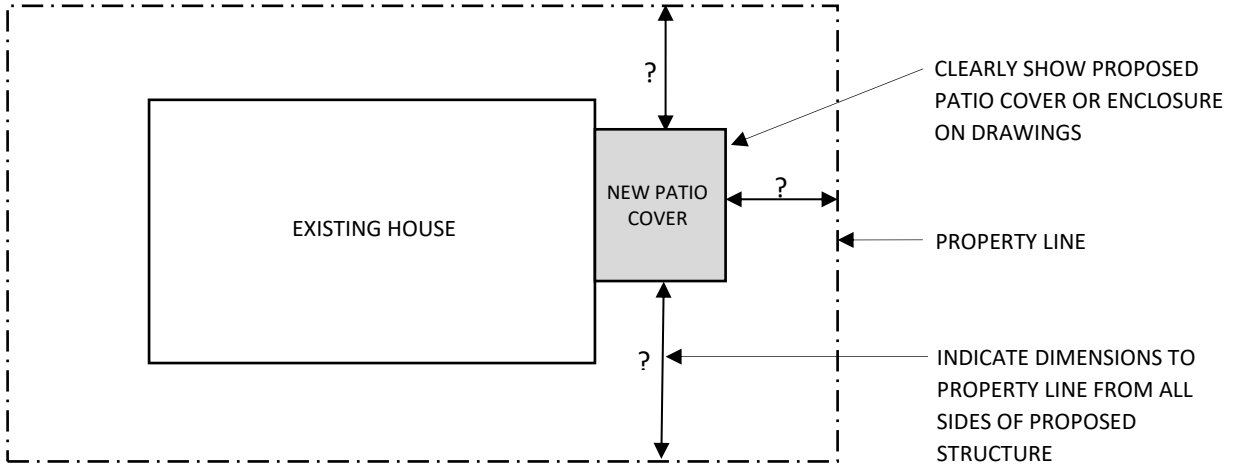 ?
CLEARLY SHOW PROPOSED
PATIO COVER OR ENCLOSURE
ON DRAWINGS
NEW PATIO
COVER
?
EXISTING HOUSE
PROPERTY LINE
?
INDICATE DIMENSIONS TO
PROPERTY LINE FROM ALL
SIDES OF PROPOSED
STRUCTURE